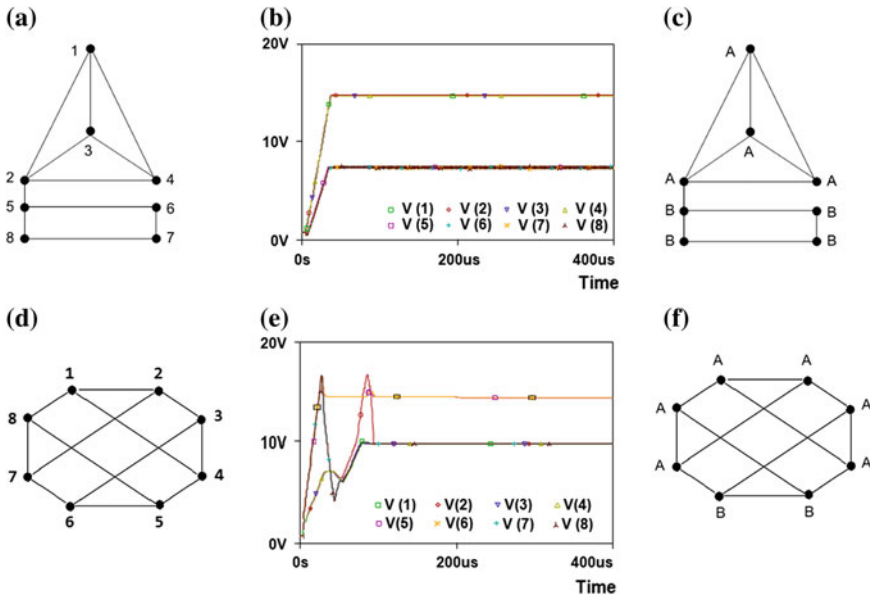 (a)
1
3
2
4
5
6
8
7
(b)
20V
10V
0V
V (1) V (2) V (3) V (4)
V (5) V (6) V (7) V (8)
0s 200us 400us
Time
(c)
A
A
A A
B B
B B
(d)
1 2
8 3
7 4
6 5
(e)
20V
10V
0V
V (1) V(2) V (3) V (4)
V(5) V (6) V (7) V (8)
0s 200us 400us
Time
(f)
A A
A A
A A
B B